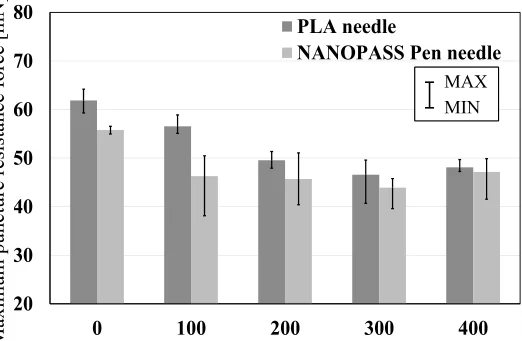 Maximum puncture resistance force [mN]
80
70
60
50
40
30
20
PLA needle
NANOPASS Pen needle
MAX
MIN
0 100 200 300 400